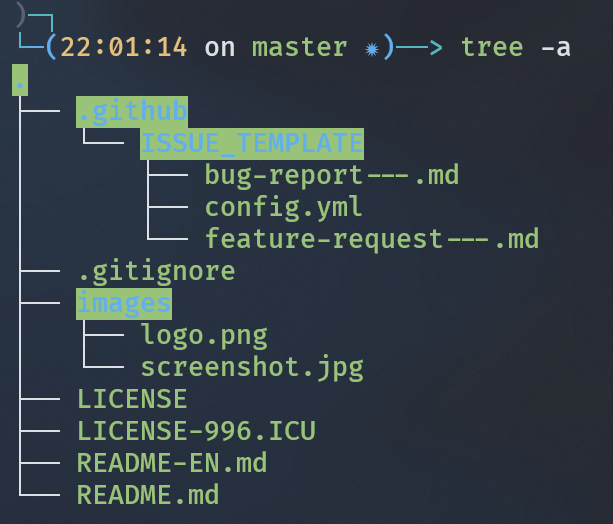 (22:01:14 on master ✹)──> tree -a
.
├── .github
│   └── ISSUE_TEMPLATE
│       ├── bug-report---.md
│       ├── config.yml
│       └── feature-request---.md
├── .gitignore
├── images
│   ├── logo.png
│   └── screenshot.jpg
├── LICENSE
├── LICENSE-996.ICU
├── README-EN.md
└── README.md